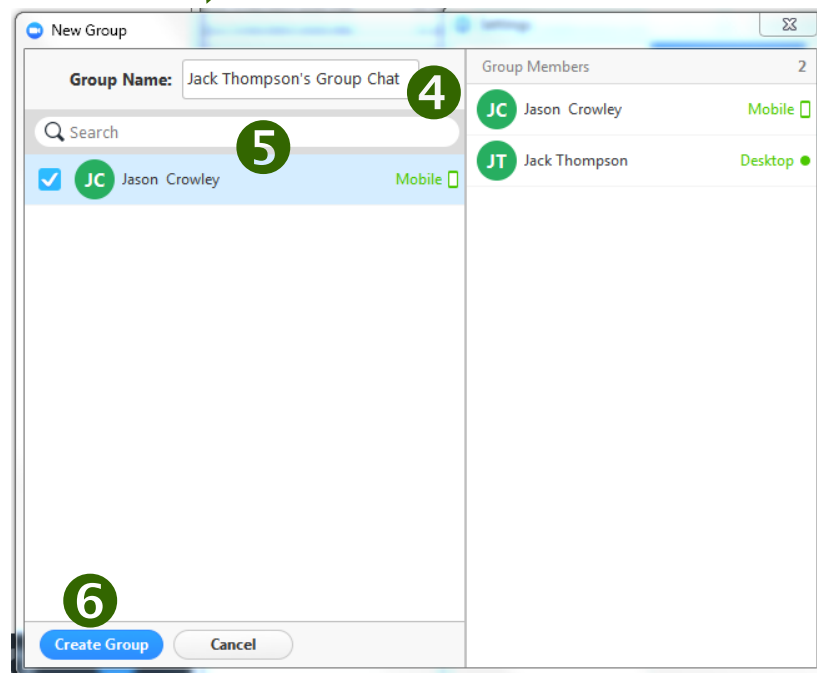 New Group
Settings
Group Name: Jack Thompson's Group Chat
4
Search
5
JC Jason Crowley Mobile
6
Create Group Cancel
Group Members 2
JC Jason Crowley Mobile
JT Jack Thompson Desktop